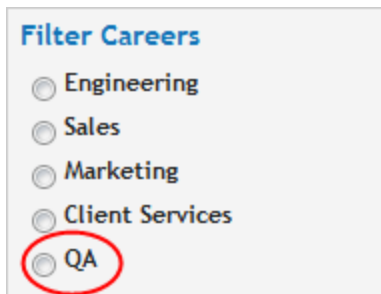 Filter Careers
Engineering
Sales
Marketing
Client Services
QA